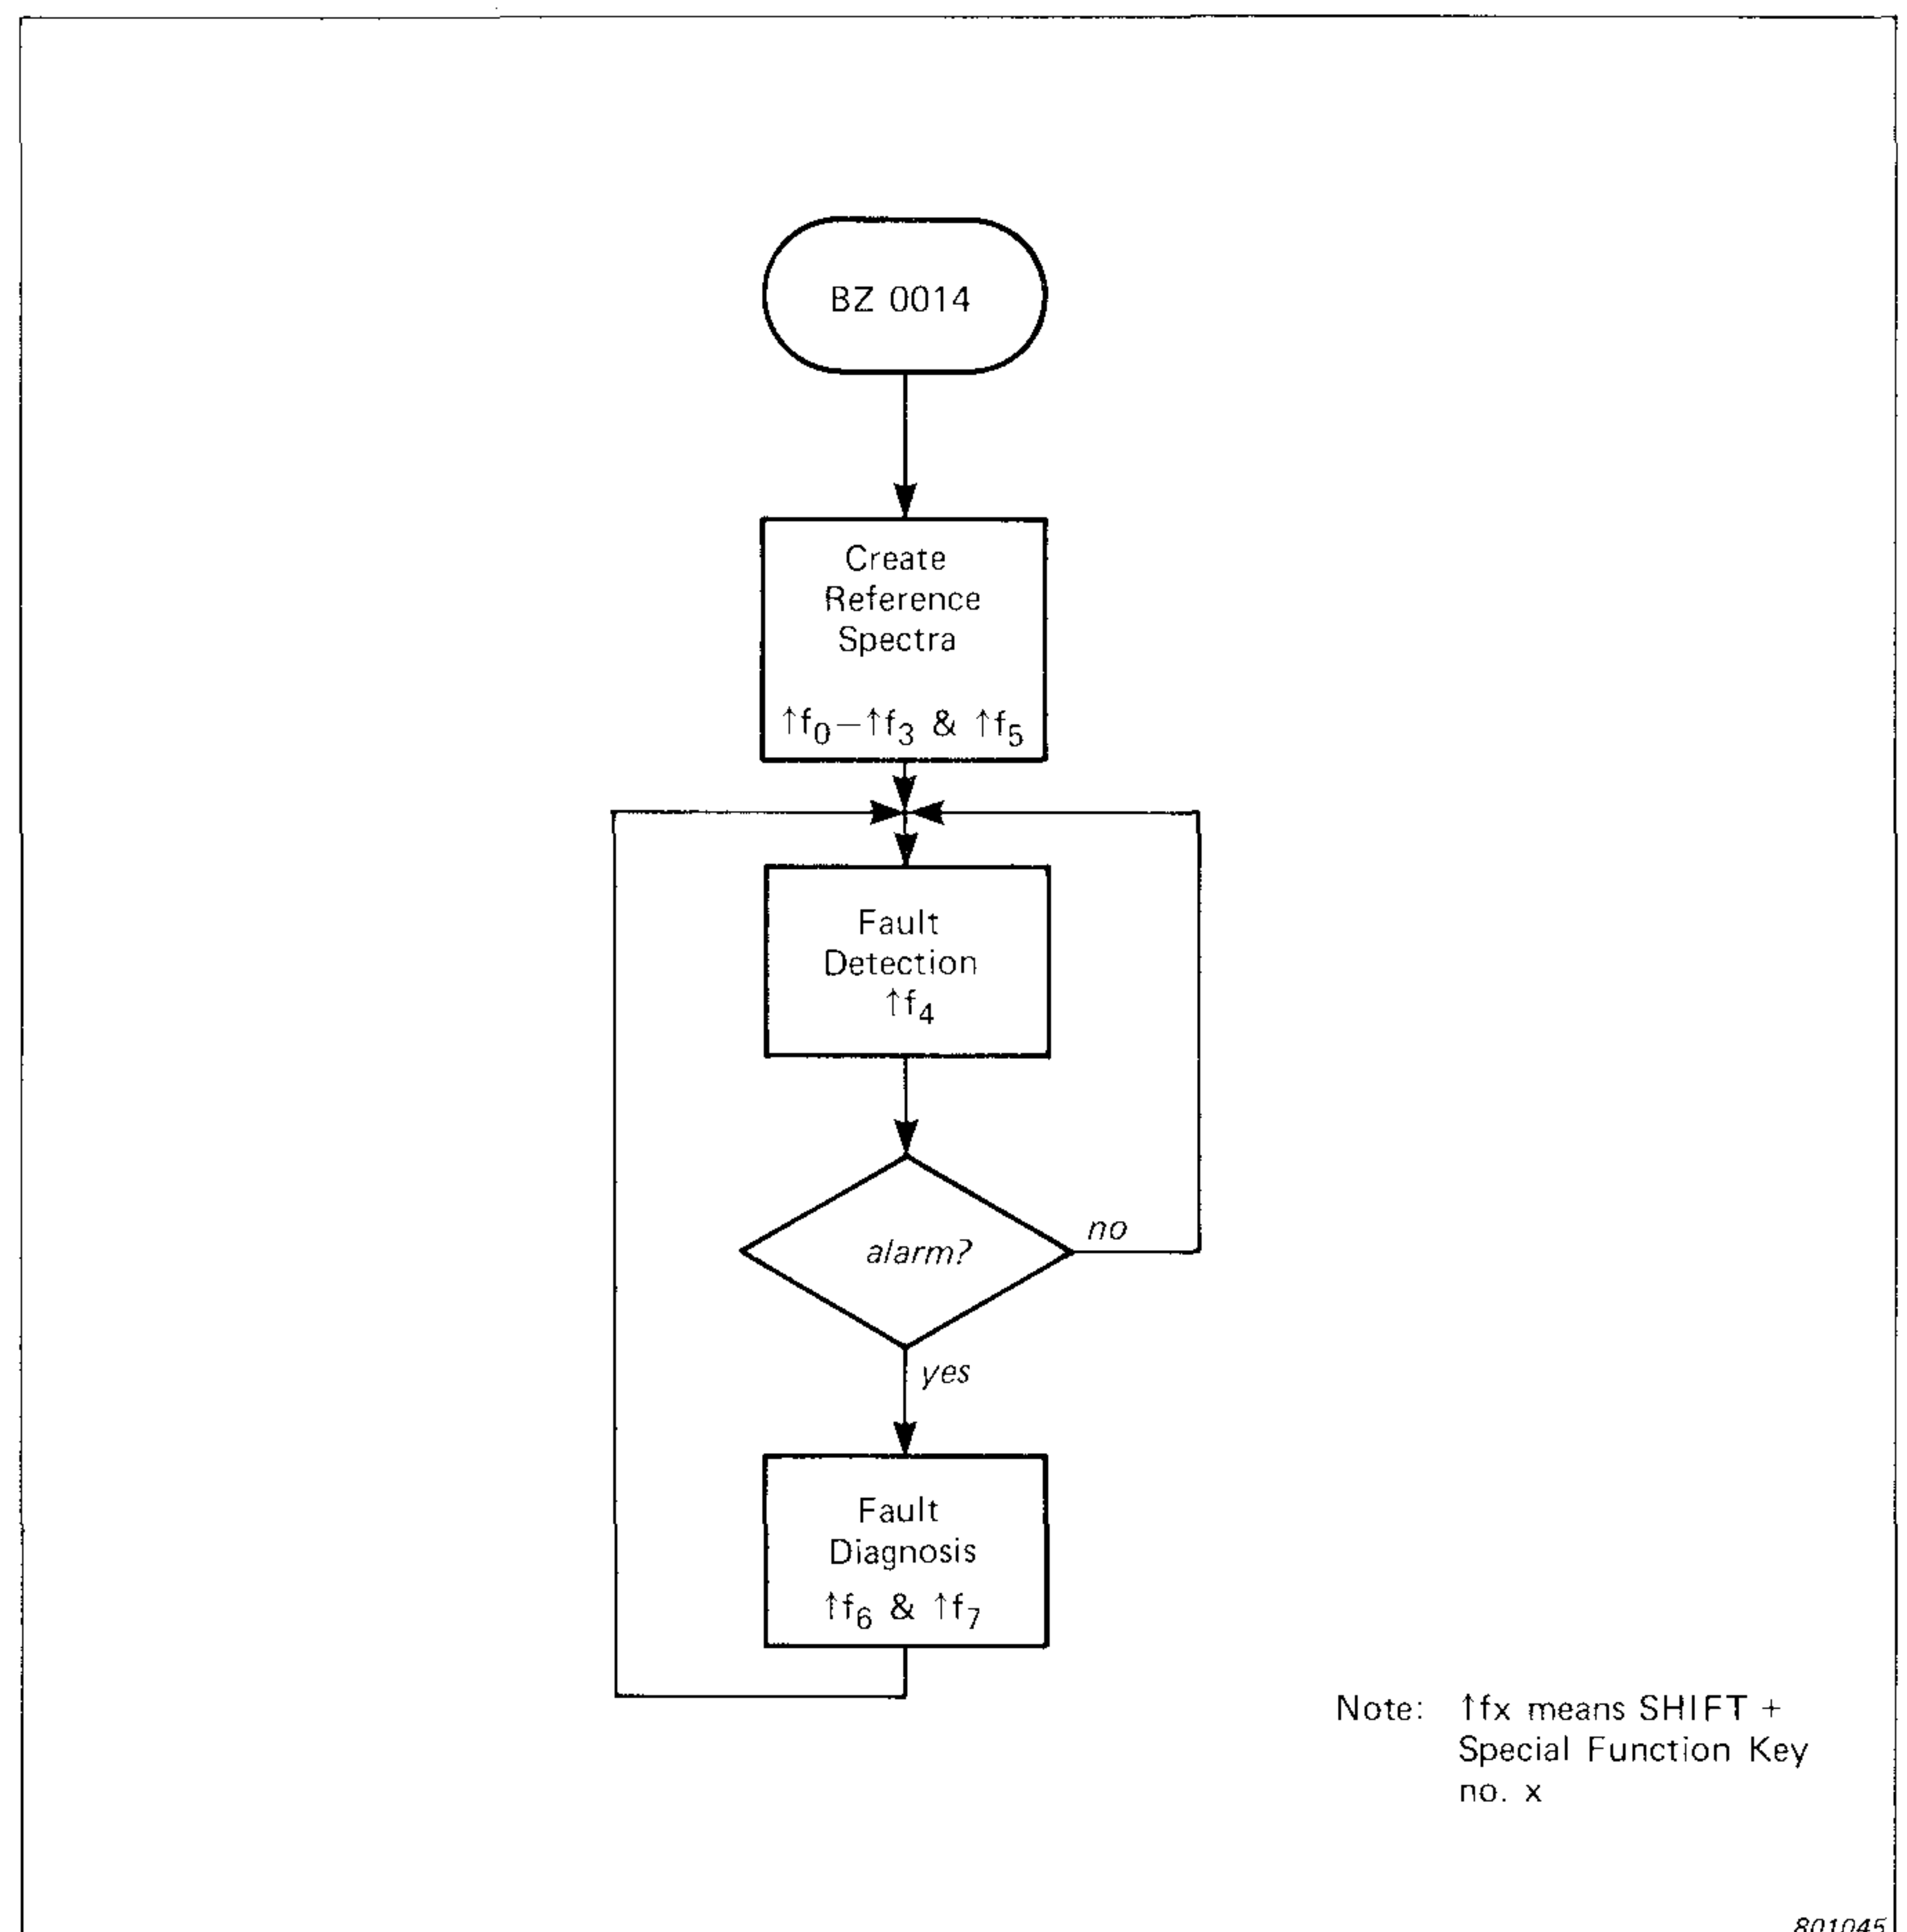 BZ 0014
Create
Reference
Spectra
↑f₀–↑f₃ & ↑f₅
Fault
Detection
↑f₄
alarm?
no
yes
Fault
Diagnosis
↑f₆ & ↑f₇
Note: ↑fx means SHIFT +
Special Function Key
no. x
801045